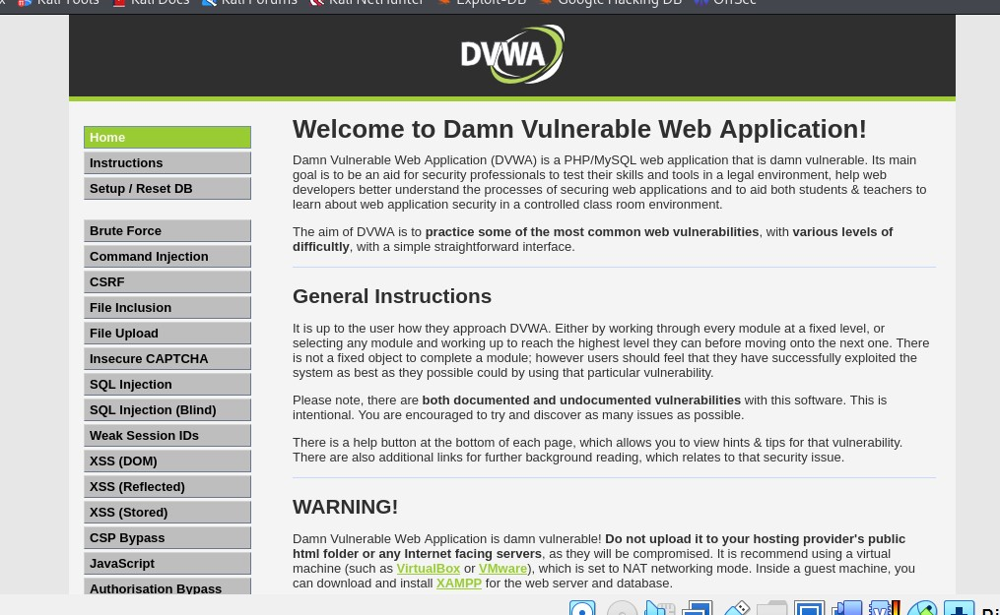 Kali Tools Kali Docs Kali Forums Kali NetHunter Exploit-DB Google Hacking DB OffSec
DVWA
Home
Instructions
Setup / Reset DB
Brute Force
Command Injection
CSRF
File Inclusion
File Upload
Insecure CAPTCHA
SQL Injection
SQL Injection (Blind)
Weak Session IDs
XSS (DOM)
XSS (Reflected)
XSS (Stored)
CSP Bypass
JavaScript
Authorisation Bypass
Welcome to Damn Vulnerable Web Application!
Damn Vulnerable Web Application (DVWA) is a PHP/MySQL web application that is damn vulnerable. Its main
goal is to be an aid for security professionals to test their skills and tools in a legal environment, help web
developers better understand the processes of securing web applications and to aid both students & teachers to
learn about web application security in a controlled class room environment.
The aim of DVWA is to practice some of the most common web vulnerabilities, with various levels of
difficultly, with a simple straightforward interface.
General Instructions
It is up to the user how they approach DVWA. Either by working through every module at a fixed level, or
selecting any module and working up to reach the highest level they can before moving onto the next one. There
is not a fixed object to complete a module; however users should feel that they have successfully exploited the
system as best as they possible could by using that particular vulnerability.
Please note, there are both documented and undocumented vulnerabilities with this software. This is
intentional. You are encouraged to try and discover as many issues as possible.
There is a help button at the bottom of each page, which allows you to view hints & tips for that vulnerability.
There are also additional links for further background reading, which relates to that security issue.
WARNING!
Damn Vulnerable Web Application is damn vulnerable! Do not upload it to your hosting provider's public
html folder or any Internet facing servers, as they will be compromised. It is recommend using a virtual
machine (such as VirtualBox or VMware), which is set to NAT networking mode. Inside a guest machine, you
can download and install XAMPP for the web server and database.